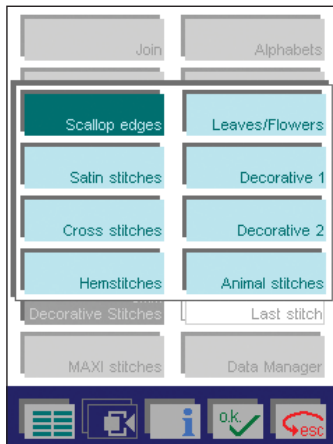 Join Alphabets
Scallop edges Leaves/Flowers
Satin stitches Decorative 1
Cross stitches Decorative 2
Hemstitches Animal stitches
Decorative Stitches Last stitch
MAXI stitches Data Manager
i o.k. esc